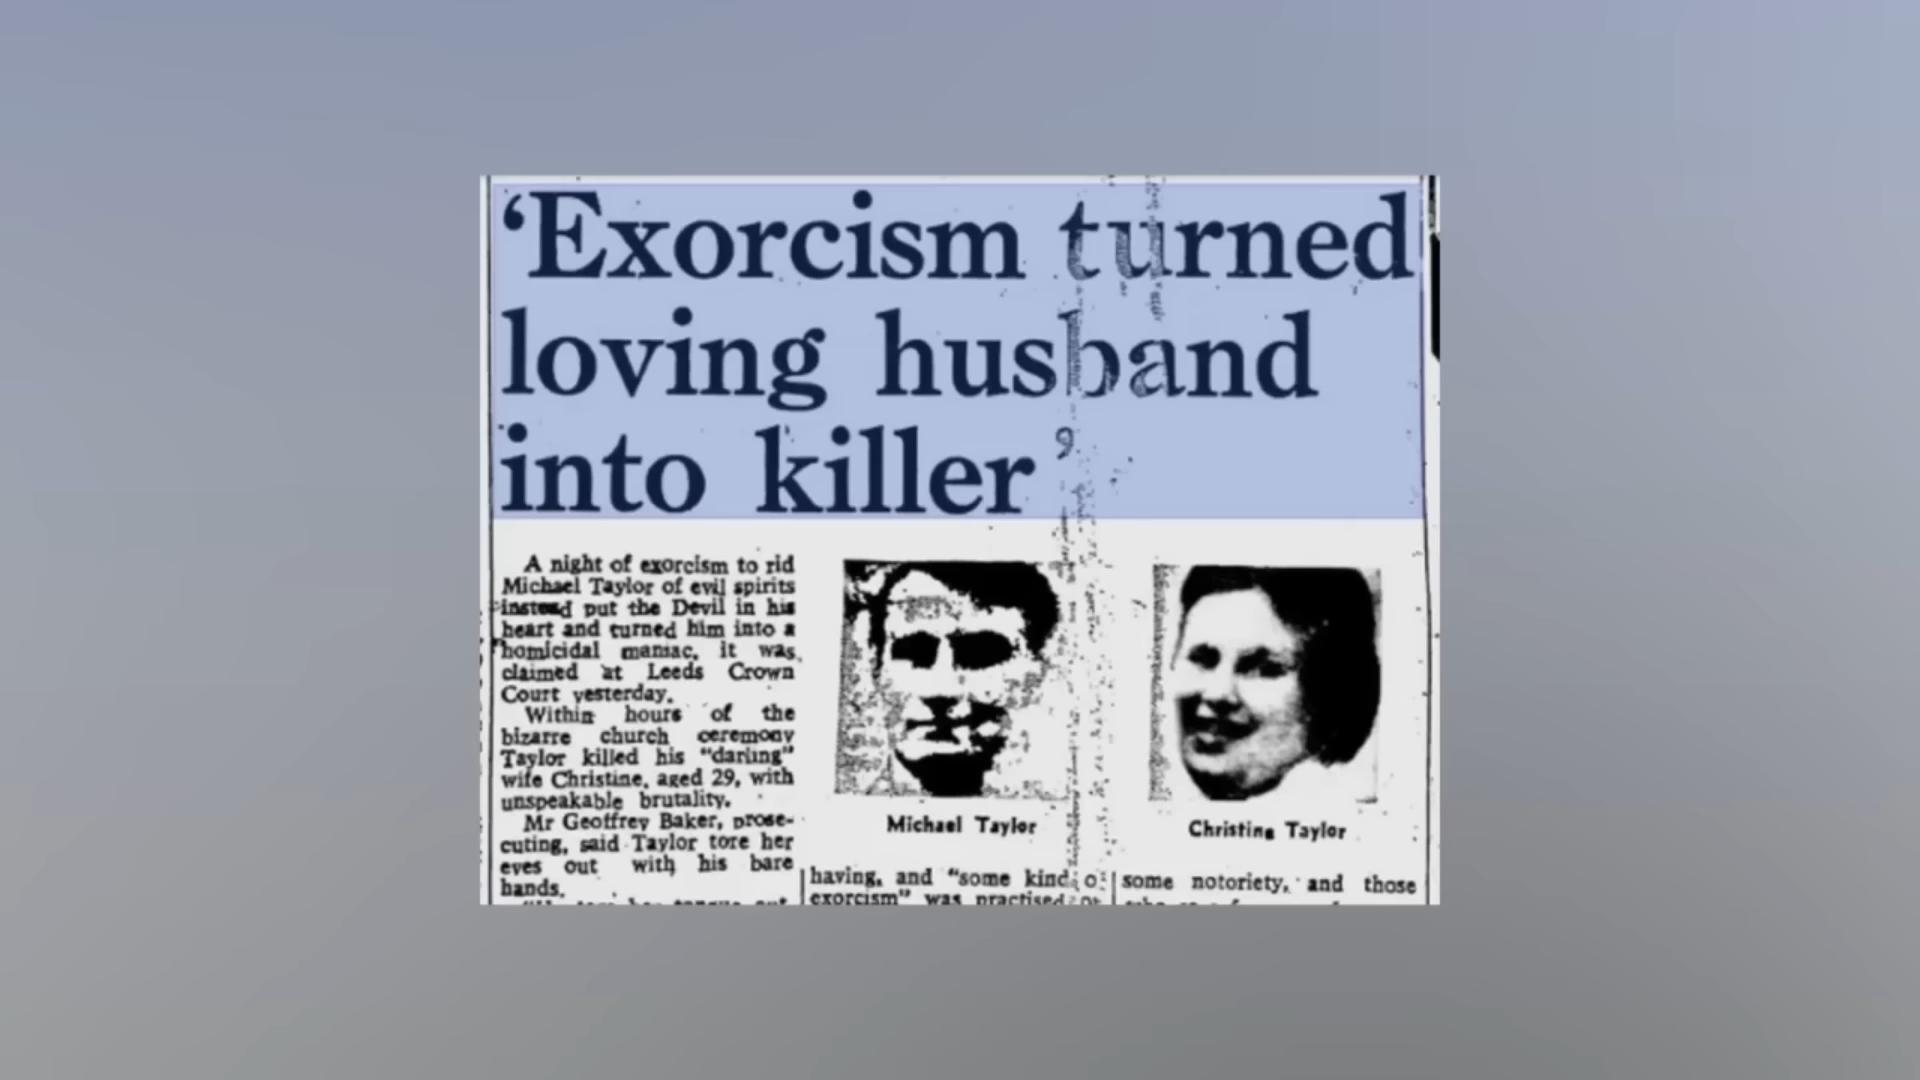 ‘Exorcism turned
loving husband
into killer’
A night of exorcism to rid
Michael Taylor of evil spirits
instead put the Devil in his
heart and turned him into a
homicidal maniac, it was
claimed at Leeds Crown
Court yesterday.
Within hours of the
bizarre church ceremony
Taylor killed his "darling"
wife Christine, aged 29, with
unspeakable brutality.
Mr Geoffrey Baker, prose-
cuting, said Taylor tore her
eyes out with his bare
hands.
Michael Taylor
having, and "some kind
exorcism" was practised
Christine Taylor
some notoriety, and those